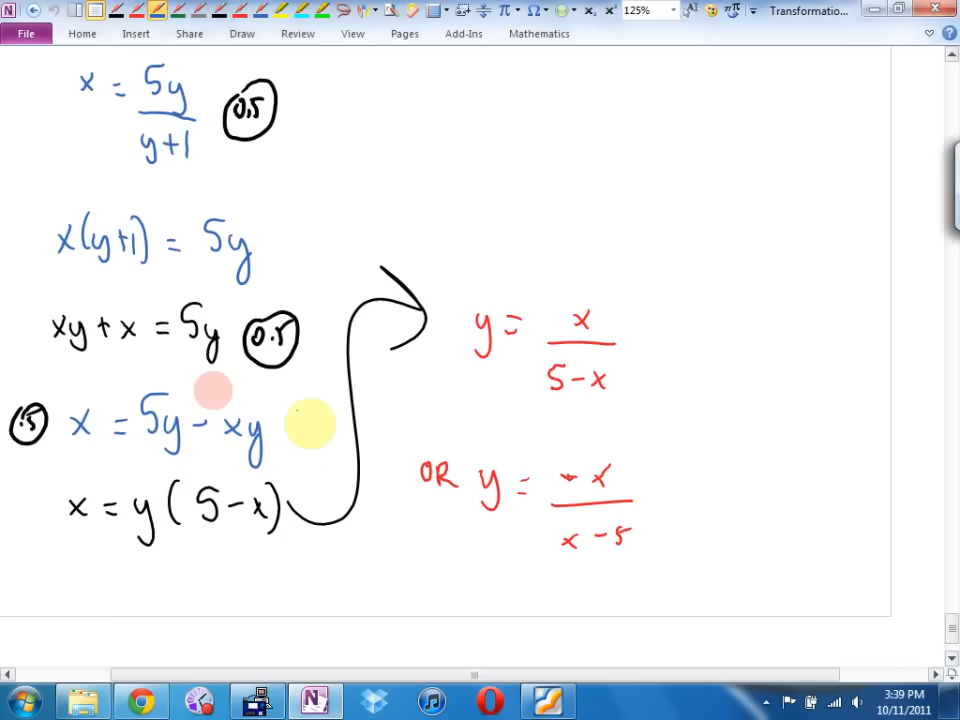 125% Transformatio...
File Home Insert Share Draw Review View Pages Add-Ins Mathematics
x = 5y / y+1 0.5
x(y+1) = 5y
xy + x = 5y 0.5
.5 x = 5y - xy
x = y(5-x)
y = x / 5-x
OR y = -x / x-5
3:39 PM
10/11/2011